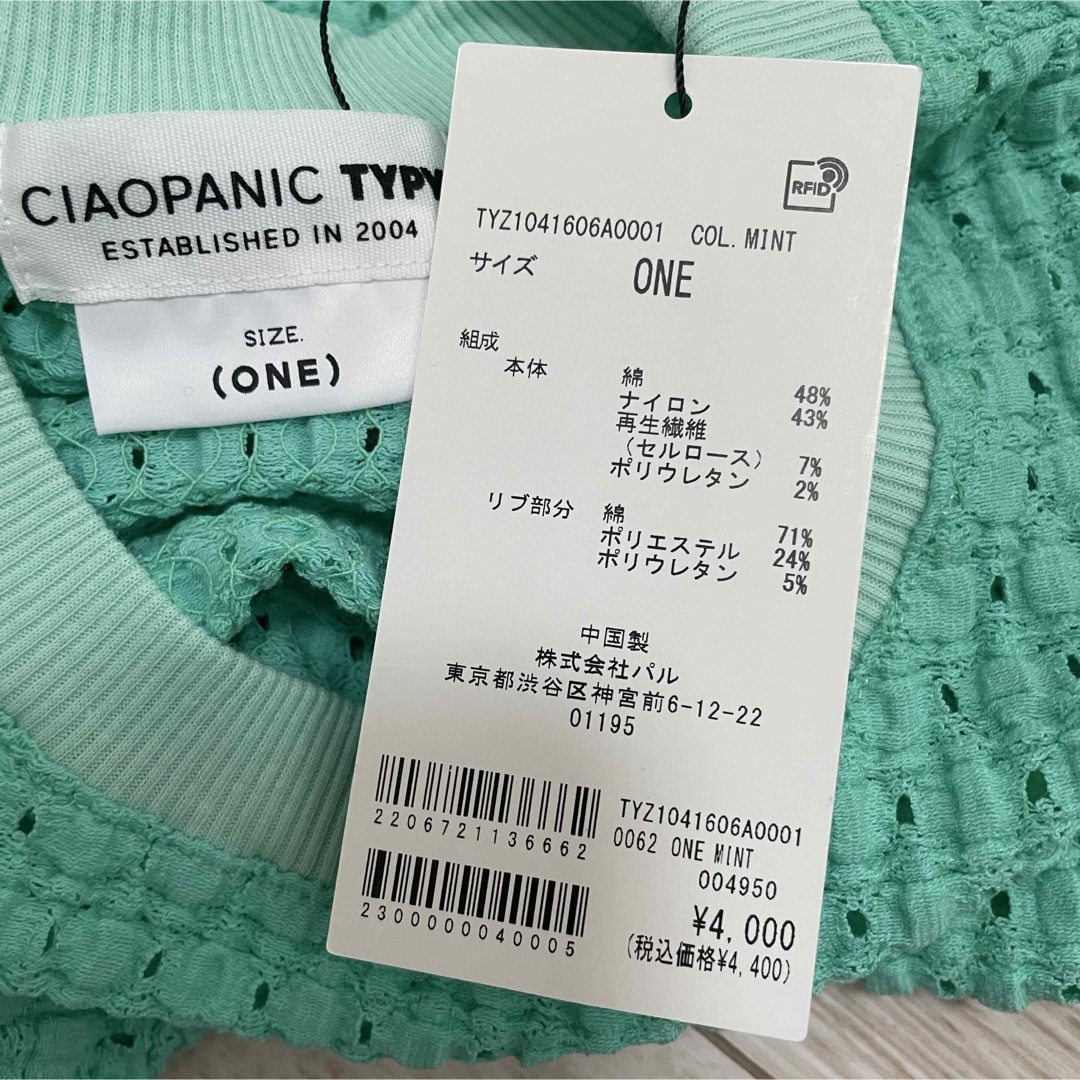 CIAOPANIC TYPY
ESTABLISHED IN 2004
SIZE.
(ONE)
RFID
TYZ1041606A0001 COL.MINT
サイズ ONE
組成
本体 綿 48%
ナイロン 43%
再生繊維
(セルロース) 7%
ポリウレタン 2%
リブ部分 綿 71%
ポリエステル 24%
ポリウレタン 5%
中国製
株式会社パル
東京都渋谷区神宮前6-12-22
01195
2206721136662
TYZ1041606A0001
0062 ONE MINT
004950
2300000040005
¥4,000
(税込価格¥4,400)